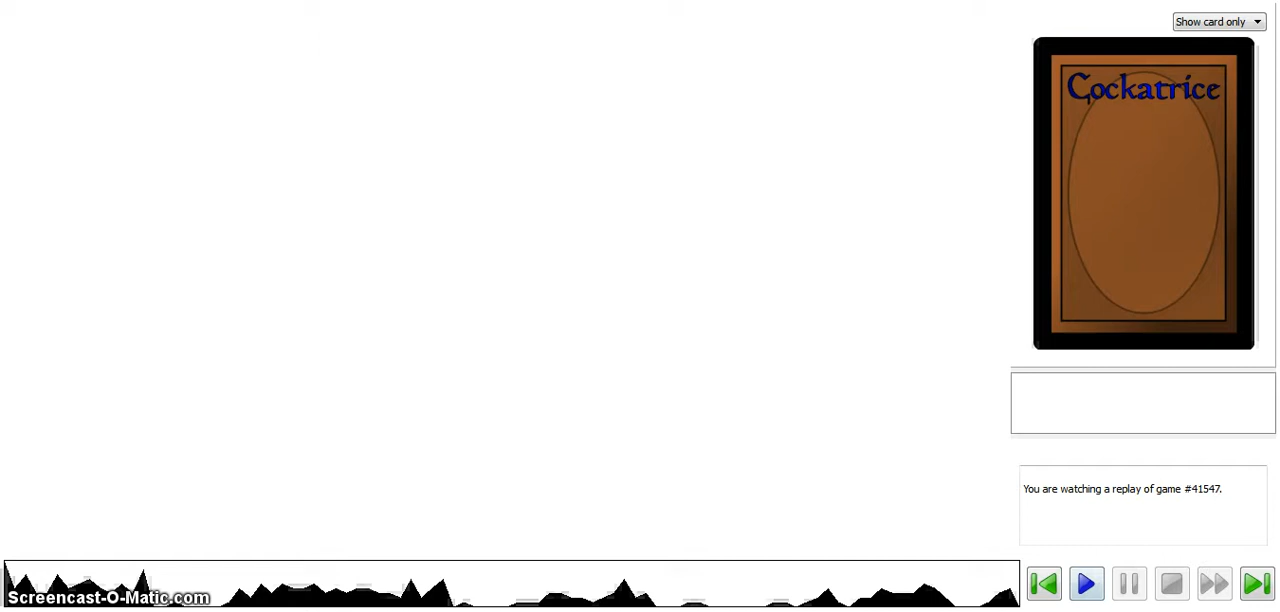 Show card only
Cockatrice
You are watching a replay of game #41547.
Screencast-O-Matic.com